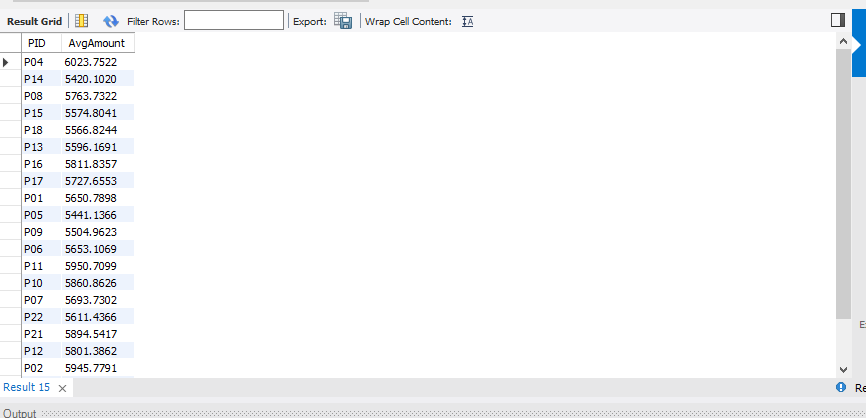 Result Grid Filter Rows: Export: Wrap Cell Content:
PID AvgAmount
P04 6023.7522
P14 5420.1020
P08 5763.7322
P15 5574.8041
P18 5566.8244
P13 5596.1691
P16 5811.8357
P17 5727.6553
P01 5650.7898
P05 5441.1366
P09 5504.9623
P06 5653.1069
P11 5950.7099
P10 5860.8626
P07 5693.7302
P22 5611.4366
P21 5894.5417
P12 5801.3862
P02 5945.7791
Result 15
Output